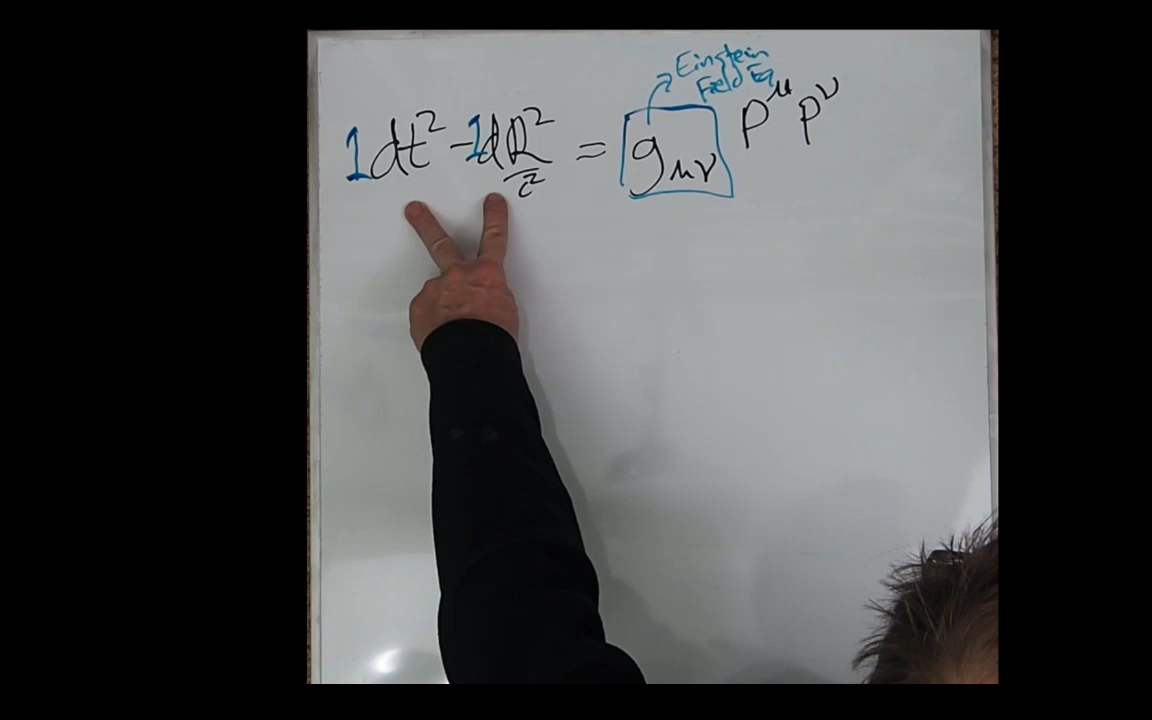 Einstein
Field Eq
1dt² - 1dR²/c² = gμν pμ pν